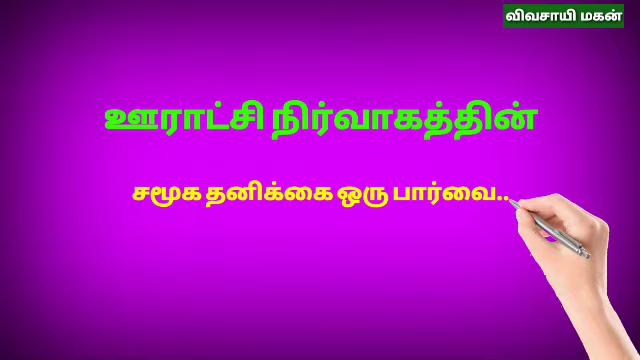 விவசாயி மகன்
ஊராட்சி நிர்வாகத்தின்
சமூக தனிக்கை ஒரு பார்வை..